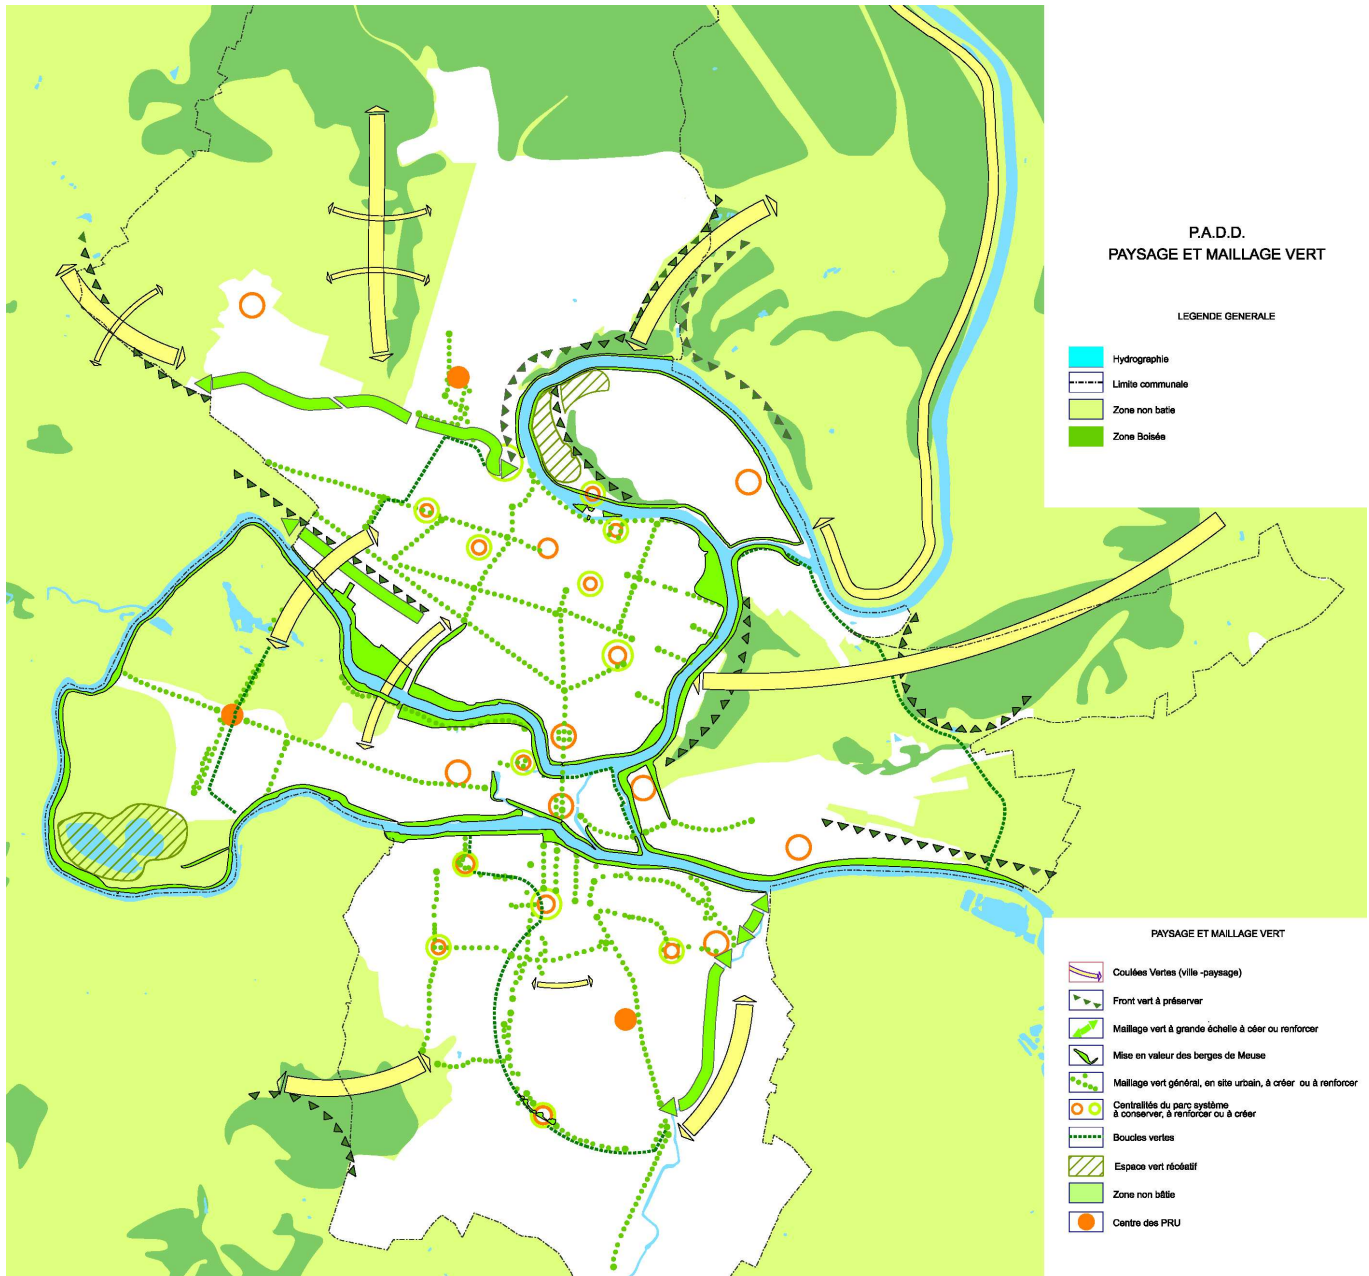 P.A.D.D.
PAYSAGE ET MAILLAGE VERT
LEGENDE GENERALE
Hydrographie
Limite communale
Zone non batie
Zone Boisée
PAYSAGE ET MAILLAGE VERT
Coulées Vertes (ville -paysage)
Front vert à préserver
Maillage vert à grande échelle à céer ou renforcer
Mise en valeur des berges de Meuse
Maillage vert général, en site urbain, à créer ou à renforcer
Centralités du parc système
à conserver, à renforcer ou à créer
Boucles vertes
Espace vert récéatif
Zone non bâtie
Centre des PRU